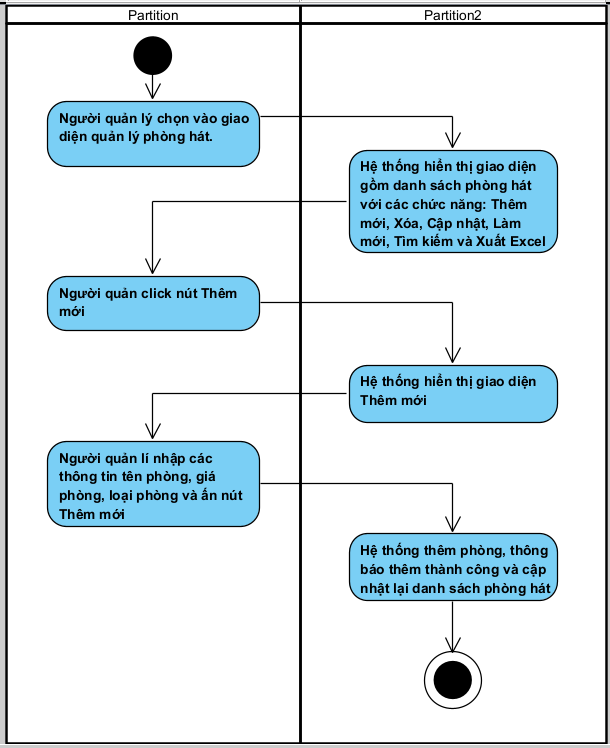 Partition
Partition2
Người quản lý chọn vào giao
diện quản lý phòng hát.
Hệ thống hiển thị giao diện
gồm danh sách phòng hát
với các chức năng: Thêm
mới, Xóa, Cập nhật, Làm
mới, Tìm kiếm và Xuất Excel
Người quản click nút Thêm
mới
Hệ thống hiển thị giao diện
Thêm mới
Người quản lí nhập các
thông tin tên phòng, giá
phòng, loại phòng và ấn nút
Thêm mới
Hệ thống thêm phòng, thông
báo thêm thành công và cập
nhật lại danh sách phòng hát